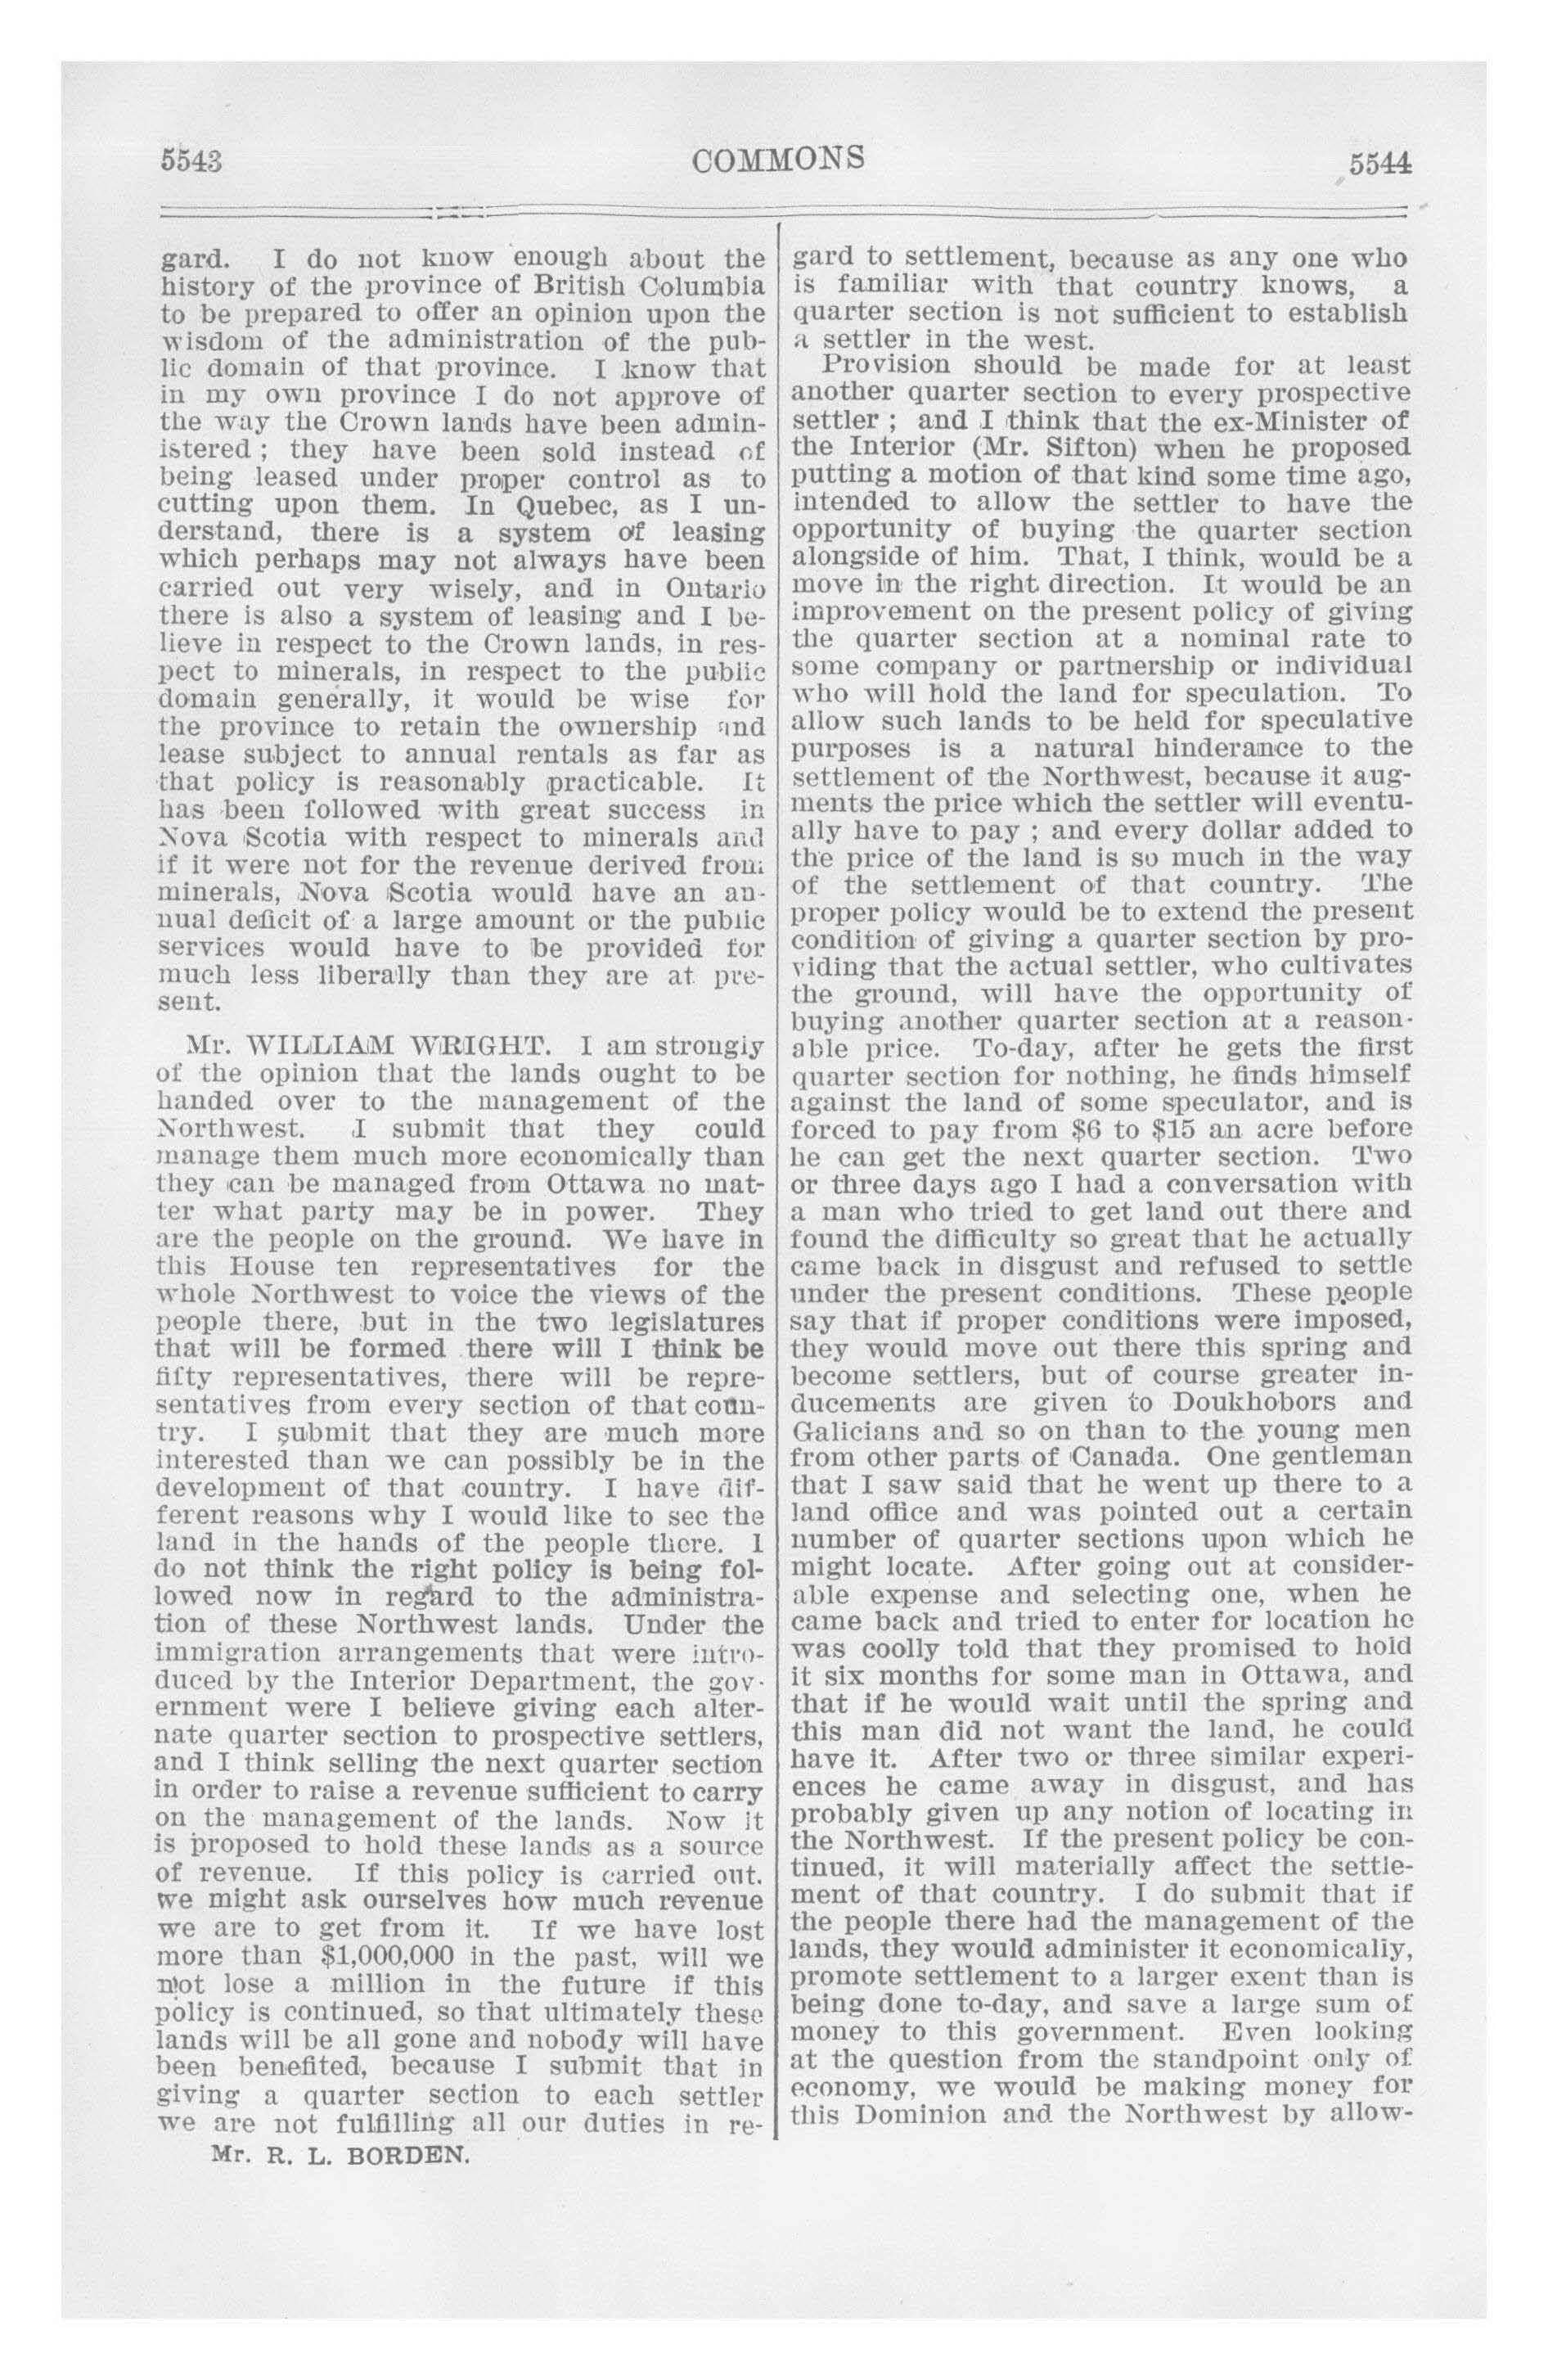 5543
COMMONS
5544
gard. I do not know enough about the
history of the province of British Columbia
to be prepared to offer an opinion upon the
wisdom of the administration of the pub-
lic domain of that province. I know that
in my own province I do not approve of
the way the Crown lands have been admin-
istered ; they have been sold instead of
being leased under proper control as to
cutting upon them. In Quebec, as I un-
derstand, there is a system of leasing
which perhaps may not always have been
carried out very wisely, and in Ontario
there is also a system of leasing and I be-
lieve in respect to the Crown lands, in res-
pect to minerals, in respect to the public
domain generally, it would be wise for
the province to retain the ownership and
lease subject to annual rentals as far as
that policy is reasonably practicable. It
has been followed with great success in
Nova Scotia with respect to minerals and
if it were not for the revenue derived from
minerals, Nova Scotia would have an an-
nual deficit of a large amount or the public
services would have to be provided for
much less liberally than they are at pre-
sent.
Mr. WILLIAM WRIGHT. I am strongly
of the opinion that the lands ought to be
handed over to the management of the
Northwest. I submit that they could
manage them much more economically than
they can be managed from Ottawa no mat-
ter what party may be in power. They
are the people on the ground. We have in
this House ten representatives for the
whole Northwest to voice the views of the
people there, but in the two legislatures
that will be formed there will I think be
fifty representatives, there will be repre-
sentatives from every section of that coun-
try. I submit that they are much more
interested than we can possibly be in the
development of that country. I have dif-
ferent reasons why I would like to see the
land in the hands of the people there. I
do not think the right policy is being fol-
lowed now in regard to the administra-
tion of these Northwest lands. Under the
immigration arrangements that were intro-
duced by the Interior Department, the gov-
ernment were I believe giving each alter-
nate quarter section to prospective settlers,
and I think selling the next quarter section
in order to raise a revenue sufficient to carry
on the management of the lands. Now it
is proposed to hold these lands as a source
of revenue. If this policy is carried out.
we might ask ourselves how much revenue
we are to get from it. If we have lost
more than $1,000,000 in the past, will we
not lose a million in the future if this
policy is continued, so that ultimately these
lands will be all gone and nobody will have
been benefited, because I submit that in
giving a quarter section to each settler
we are not fulfilling all our duties in re-
Mr. R. L. BORDEN.
gard to settlement, because as any one who
is familiar with that country knows, a
quarter section is not sufficient to establish
a settler in the west.
Provision should be made for at least
another quarter section to every prospective
settler ; and I think that the ex-Minister of
the Interior (Mr. Sifton) when he proposed
putting a motion of that kind some time ago,
intended to allow the settler to have the
opportunity of buying the quarter section
alongside of him. That, I think, would be a
move in the right direction. It would be an
improvement on the present policy of giving
the quarter section at a nominal rate to
some company or partnership or individual
who will hold the land for speculation. To
allow such lands to be held for speculative
purposes is a natural hinderance to the
settlement of the Northwest, because it aug-
ments the price which the settler will eventu-
ally have to pay ; and every dollar added to
the price of the land is so much in the way
of the settlement of that country. The
proper policy would be to extend the present
condition of giving a quarter section by pro-
viding that the actual settler, who cultivates
the ground, will have the opportunity of
buying another quarter section at a reason-
able price. To-day, after he gets the first
quarter section for nothing, he finds himself
against the land of some speculator, and is
forced to pay from $6 to $15 an acre before
he can get the next quarter section. Two
or three days ago I had a conversation with
a man who tried to get land out there and
found the difficulty so great that he actually
came back in disgust and refused to settle
under the present conditions. These people
say that if proper conditions were imposed,
they would move out there this spring and
become settlers, but of course greater in-
ducements are given to Doukhobors and
Galicians and so on than to the young men
from other parts of Canada. One gentleman
that I saw said that he went up there to a
land office and was pointed out a certain
number of quarter sections upon which he
might locate. After going out at consider-
able expense and selecting one, when he
came back and tried to enter for location he
was coolly told that they promised to hold
it six months for some man in Ottawa, and
that if he would wait until the spring and
this man did not want the land, he could
have it. After two or three similar experi-
ences he came away in disgust, and has
probably given up any notion of locating in
the Northwest. If the present policy be con-
tinued, it will materially affect the settle-
ment of that country. I do submit that if
the people there had the management of the
lands, they would administer it economically,
promote settlement to a larger exent than is
being done to-day, and save a large sum of
money to this government. Even looking
at the question from the standpoint only of
economy, we would be making money for
this Dominion and the Northwest by allow-